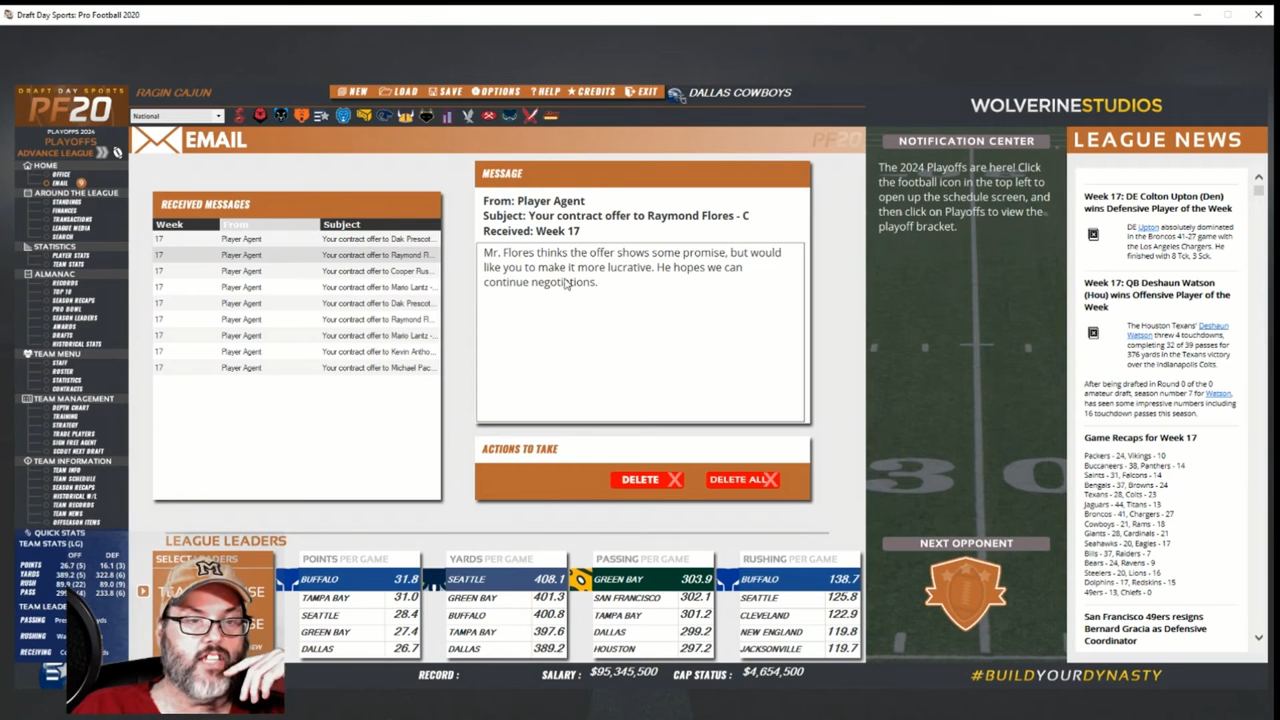 Draft Day Sports: Pro Football 2020
DRAFT DAY SPORTS
PF20
RAGIN CAJUN
NEW LOAD SAVE OPTIONS ? HELP CREDITS EXIT
DALLAS COWBOYS
National
WOLVERINESTUDIOS
PLAYOFFS 2024
PLAYOFFS
ADVANCE LEAGUE
HOME
OFFICE
EMAIL 9
AROUND THE LEAGUE
STANDINGS
FINANCES
TRANSACTIONS
LEAGUE MEDIA
SEARCH
STATISTICS
PLAYER STATS
TEAM STATS
ALMANAC
RECORDS
TOP 10
SEASON RECAPS
PRO BOWL
SEASON LEADERS
AWARDS
DRAFTS
HISTORICAL STATS
TEAM MENU
STAFF
ROSTER
STATISTICS
CONTRACTS
TEAM MANAGEMENT
DEPTH CHART
TRAINING
STRATEGY
TRADE PLAYERS
SIGN FREE AGENT
SCOUT NEXT DRAFT
TEAM INFORMATION
TEAM INFO
TEAM SCHEDULE
SEASON RECAPS
HISTORICAL W/L
TEAM RECORDS
TEAM NEWS
OFFSEASON ITEMS
QUICK STATS
TEAM STATS (LG)
OFF DEF
POINTS 26.7 (5) 16.1 (3)
YARDS 389.2 (5) 322.8 (6)
RUSH 89.9 (22) 89.0 (9)
PASS 233.8 (6)
TEAM LEAD
PASSING
RUSHING
RECEIVING
EMAIL
PF20
RECEIVED MESSAGES
Week From Subject
17 Player Agent Your contract offer to Dak Prescot...
17 Player Agent Your contract offer to Raymond Fl...
17 Player Agent Your contract offer to Cooper Rus...
17 Player Agent Your contract offer to Mario Lantz -...
17 Player Agent Your contract offer to Dak Prescot...
17 Player Agent Your contract offer to Raymond Fl...
17 Player Agent Your contract offer to Mario Lantz -...
17 Player Agent Your contract offer to Kevin Antho...
17 Player Agent Your contract offer to Michael Pac...
MESSAGE
From: Player Agent
Subject: Your contract offer to Raymond Flores - C
Received: Week 17
Mr. Flores thinks the offer shows some promise, but would
like you to make it more lucrative. He hopes we can
continue negotiations.
ACTIONS TO TAKE
DELETE X DELETE ALL X
NOTIFICATION CENTER
The 2024 Playoffs are here! Click
the football icon in the top left to
open up the schedule screen, and
then click on Playoffs to view the
playoff bracket.
3 0
NEXT OPPONENT
LEAGUE NEWS
Week 17: DE Colton Upton (Den)
wins Defensive Player of the Week
DE Upton absolutely dominated
in the Broncos 41-27 game with
the Los Angeles Chargers. He
finished with 8 Tck, 3 Sck.
Week 17: QB Deshaun Watson
(Hou) wins Offensive Player of the
Week
The Houston Texans' Deshaun
Watson threw 4 touchdowns,
completing 32 of 39 passes for
376 yards in the Texans victory
over the Indianapolis Colts.
After being drafted in Round 0 of the 0
amateur draft, season number 7 for Watson,
has seen some impressive numbers including
16 touchdown passes this season.
Game Recaps for Week 17
Packers - 24, Vikings - 10
Buccaneers - 38, Panthers - 14
Saints - 31, Falcons - 14
Bengals - 37, Browns - 24
Texans - 28, Colts - 23
Jaguars - 44, Titans - 13
Broncos - 41, Chargers - 27
Cowboys - 21, Rams - 18
Giants - 28, Cardinals - 21
Seahawks - 20, Eagles - 17
Bills - 37, Raiders - 7
Bears - 24, Ravens - 9
Steelers - 20, Lions - 16
Dolphins - 17, Redskins - 15
49ers - 13, Chiefs - 0
San Francisco 49ers resigns
Bernard Gracia as Defensive
Coordinator
LEAGUE LEADERS
SELECT LEADERS
POINTS PER GAME
BUFFALO 31.8
TAMPA BAY 31.0
SEATTLE 28.4
GREEN BAY 27.4
DALLAS 26.7
YARDS PER GAME
SEATTLE 408.1
GREEN BAY 401.3
BUFFALO 400.8
TAMPA BAY 397.6
DALLAS 389.2
PASSING PER GAME
GREEN BAY 303.9
SAN FRANCISCO 302.1
TAMPA BAY 301.2
DALLAS 299.2
HOUSTON 297.2
RUSHING PER GAME
BUFFALO 138.7
SEATTLE 125.8
CLEVELAND 122.9
NEW ENGLAND 119.8
JACKSONVILLE 119.7
RECORD : SALARY : $95,345,500 CAP STATUS : $4,654,500
#BUILDYOURDYNASTY
M